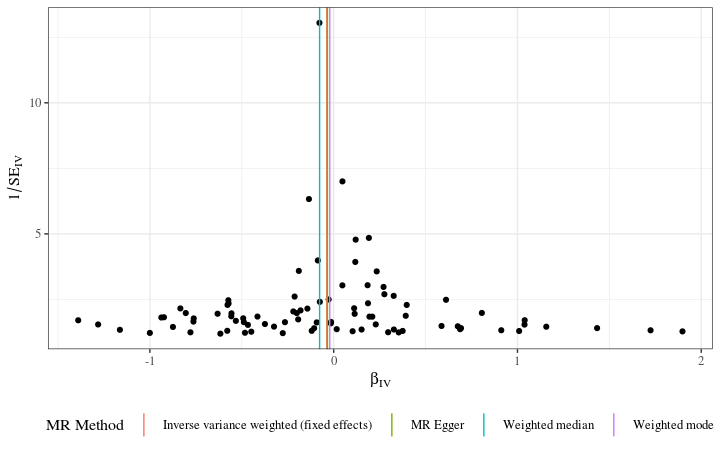 10
5
1/SE_IV
-1
0
1
2
β_IV
MR Method
Inverse variance weighted (fixed effects)
MR Egger
Weighted median
Weighted mode